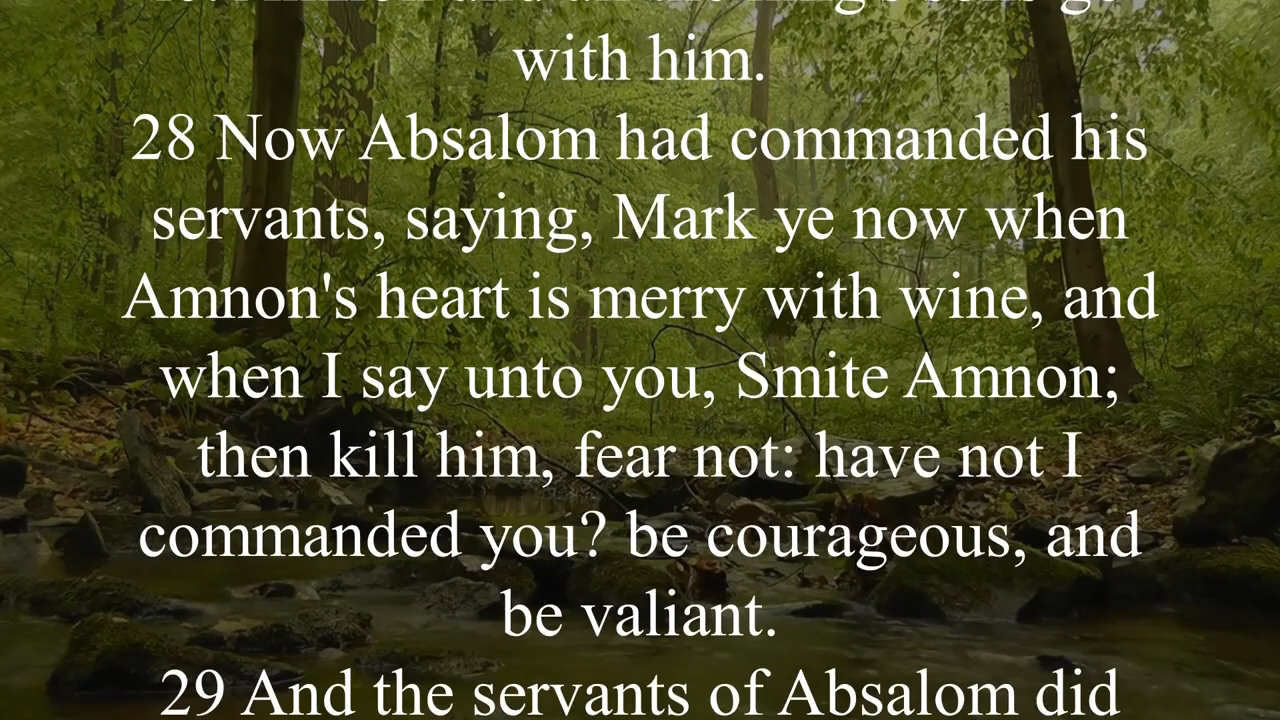 with him.
28 Now Absalom had commanded his
servants, saying, Mark ye now when
Amnon's heart is merry with wine, and
when I say unto you, Smite Amnon;
then kill him, fear not: have not I
commanded you? be courageous, and
be valiant.
29 And the servants of Absalom did